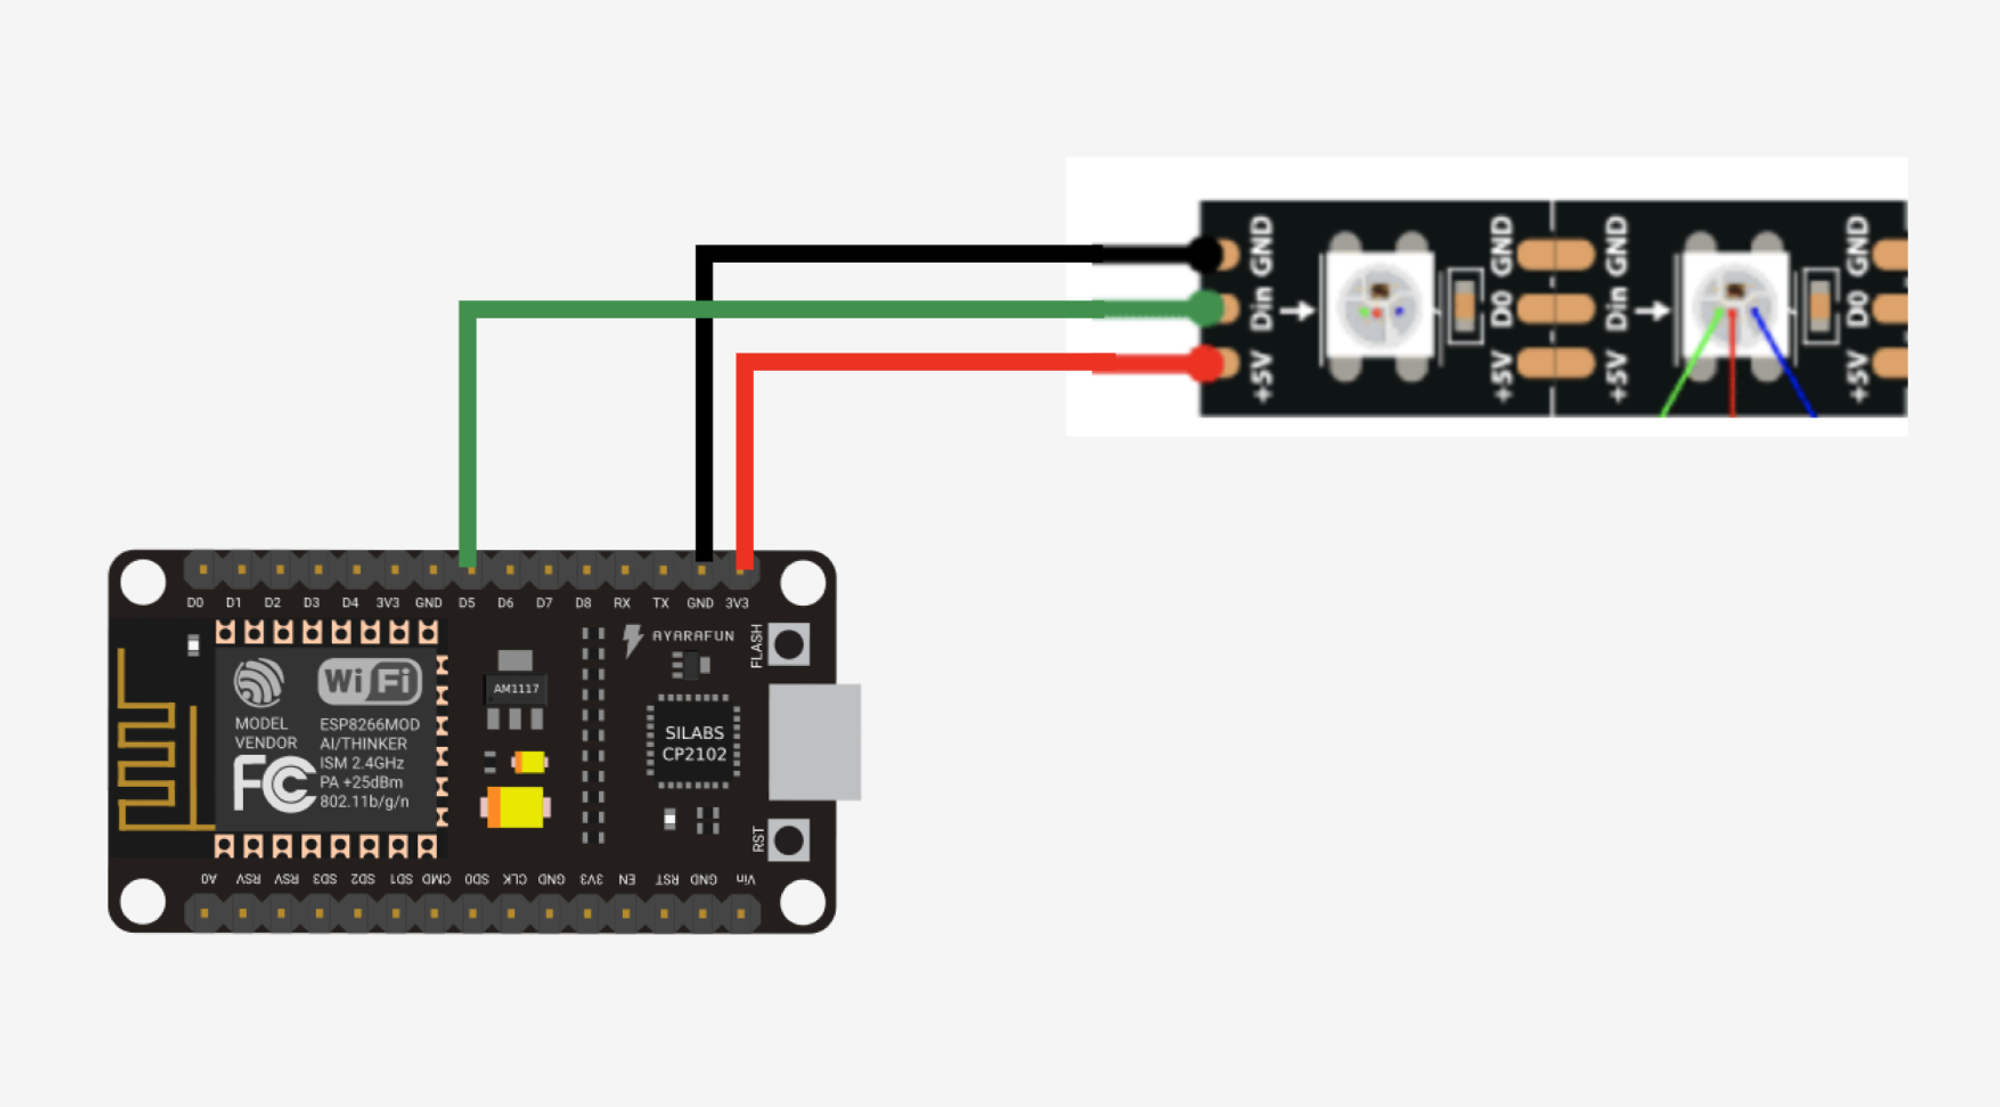 GND D0 GND D0
Din +5V Din +5V
+5V GND +5V GND
D0 D1 D2 D3 D4 3V3 GND D5 D6 D7 D8 RX TX GND 3V3
AYARAFUN
FLASH
WiFi
AM1117
MODEL
VENDOR
ESP8266MOD
AI/THINKER
ISM 2.4GHz
PA +25dBm
802.11b/g/n
FC
SILABS
CP2102
RST
A0 RSV RSV SD3 SD2 SD1 CMD SD0 CLK GND 3V3 EN RST GND Vin